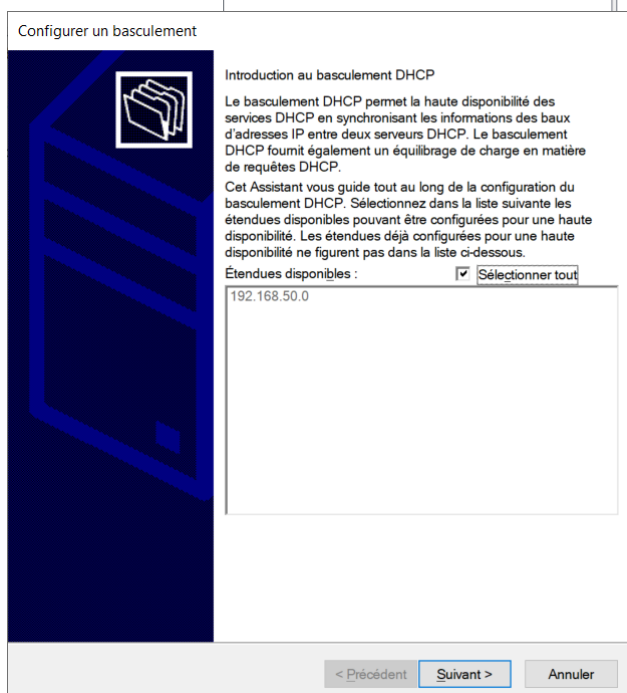 Configurer un basculement
Introduction au basculement DHCP
Le basculement DHCP permet la haute disponibilité des
services DHCP en synchronisant les informations des baux
d'adresses IP entre deux serveurs DHCP. Le basculement
DHCP fournit également un équilibrage de charge en matière
de requêtes DHCP.
Cet Assistant vous guide tout au long de la configuration du
basculement DHCP. Sélectionnez dans la liste suivante les
étendues disponibles pouvant être configurées pour une haute
disponibilité. Les étendues déjà configurées pour une haute
disponibilité ne figurent pas dans la liste ci-dessous.
Étendues disponibles : Sélectionner tout
192.168.50.0
< Précédent Suivant > Annuler